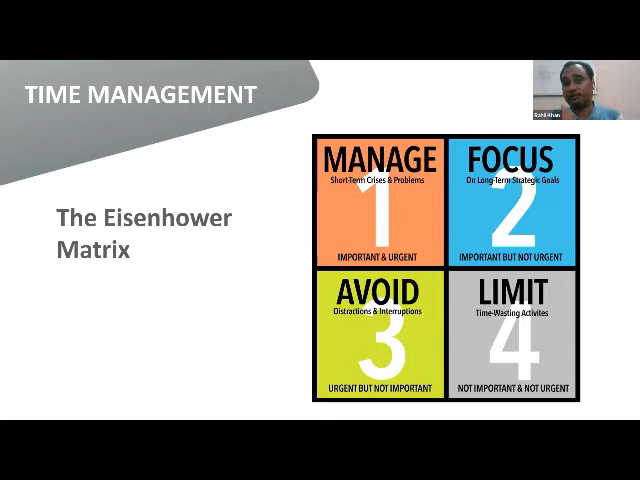 TIME MANAGEMENT
Rahil Khan
The Eisenhower
Matrix
MANAGE
Short-Term Crises & Problems
1
IMPORTANT & URGENT
FOCUS
On Long-Term Strategic Goals
2
IMPORTANT BUT NOT URGENT
AVOID
Distractions & Interruptions
3
URGENT BUT NOT IMPORTANT
LIMIT
Time-Wasting Activites
4
NOT IMPORTANT & NOT URGENT